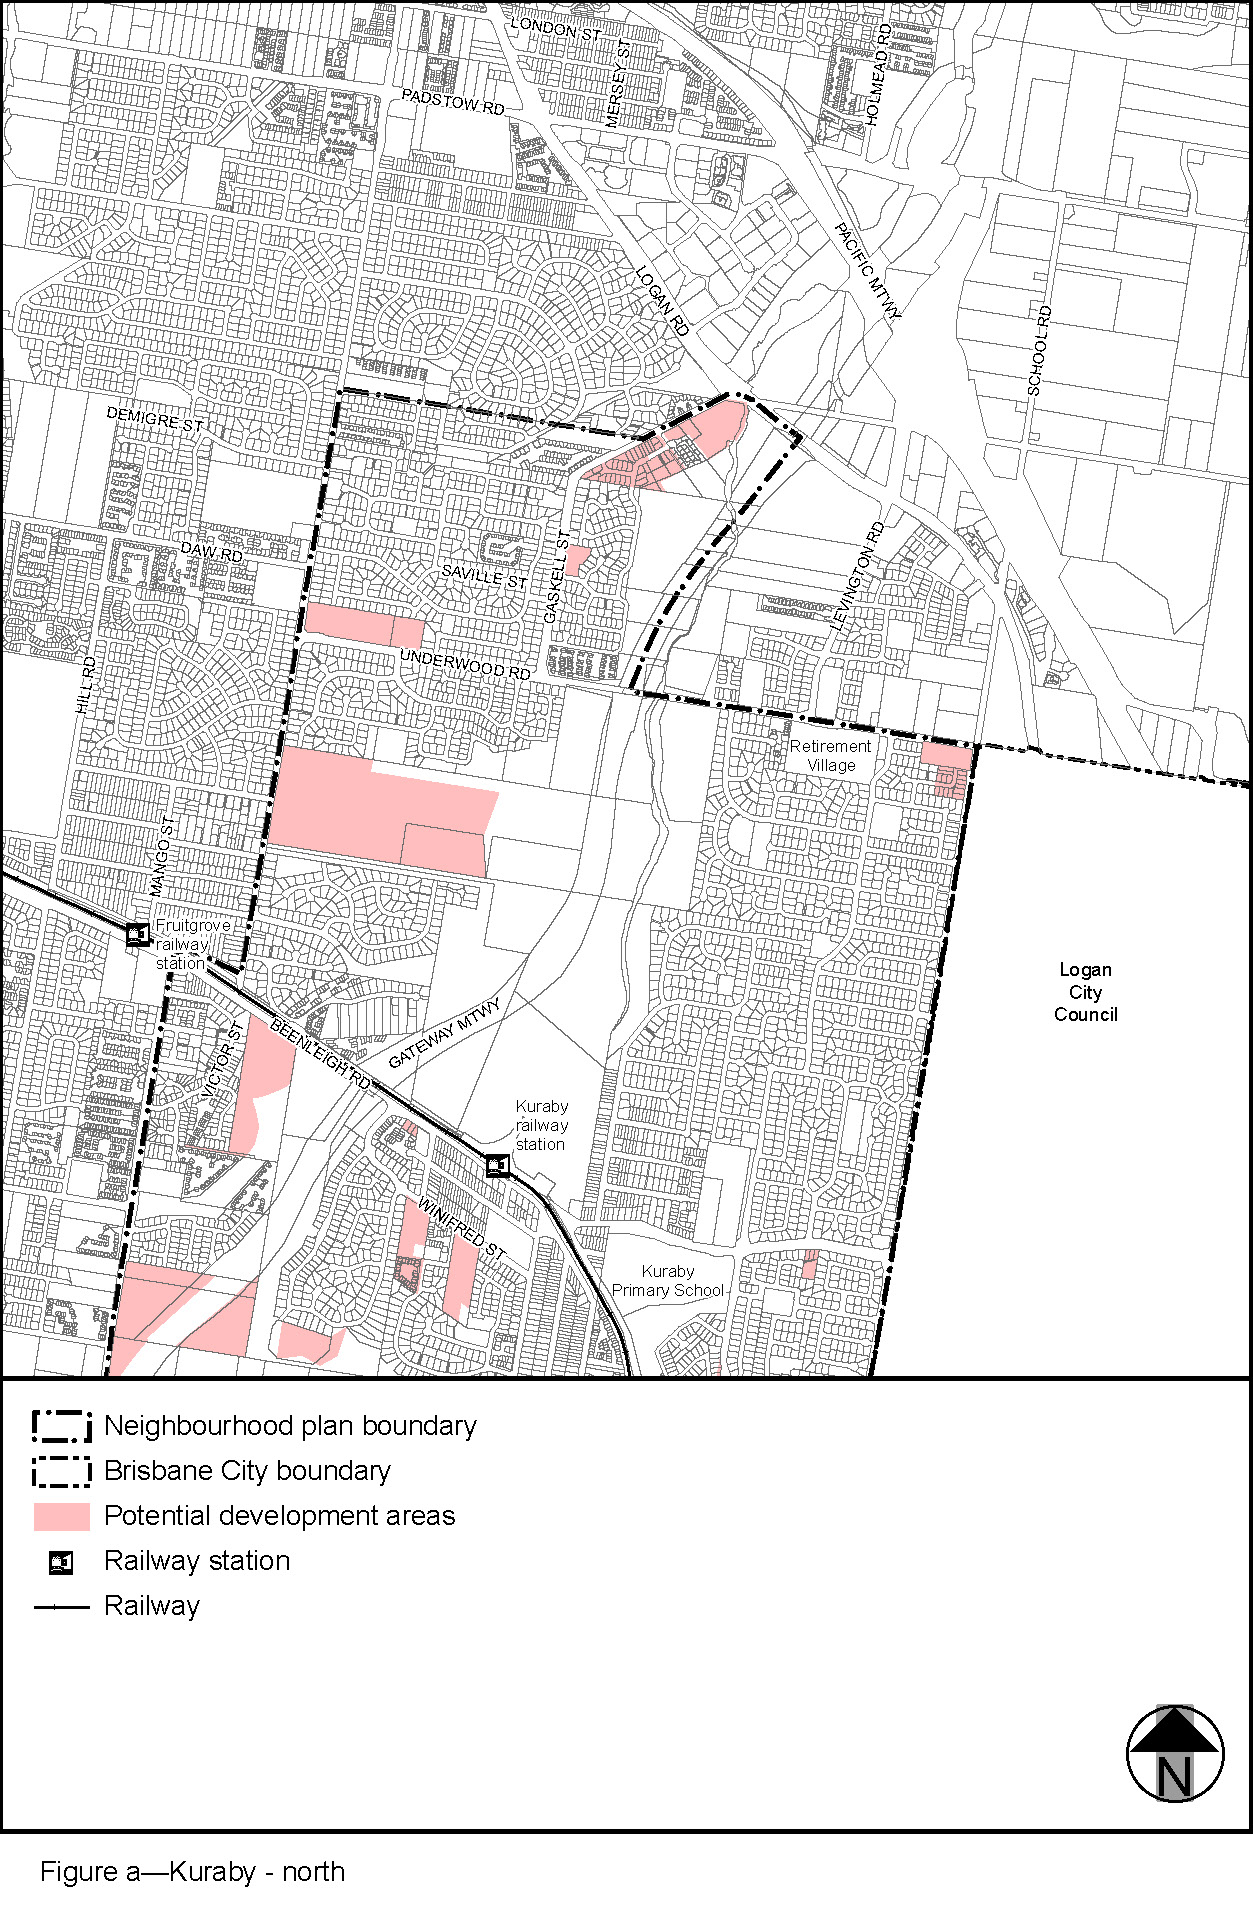 LONDON ST
MERSEY ST
HOLMEAD RD
PADSTOW RD
PACIFIC MTWY
LOGAN RD
SCHOOL RD
DEMIGRE ST
DAW RD
SAVILLE ST
GASKELL ST
LEVINGTON RD
UNDERWOOD RD
HILL RD
Retirement
Village
MANGO ST
Fruitgrove
railway
station
Logan
City
Council
VICTOR ST
BEENLEIGH RD
GATEWAY MTWY
Kuraby
railway
station
WINIFRED ST
Kuraby
Primary School
Neighbourhood plan boundary
Brisbane City boundary
Potential development areas
Railway station
Railway
N
Figure a—Kuraby - north